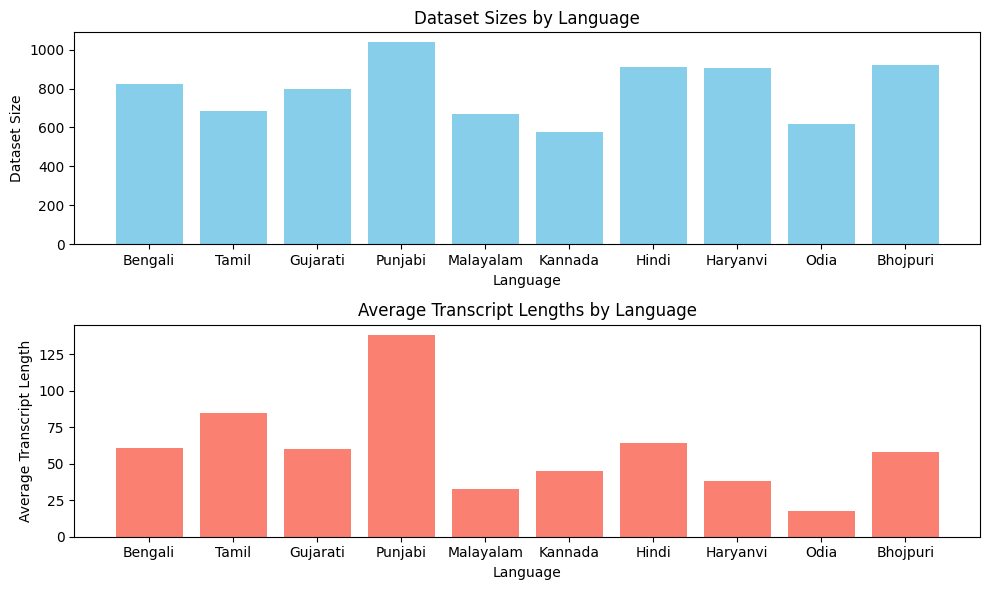 Dataset Sizes by Language
Dataset Size
1000
800
600
400
200
0
Bengali Tamil Gujarati Punjabi Malayalam Kannada Hindi Haryanvi Odia Bhojpuri
Language
Average Transcript Lengths by Language
Average Transcript Length
125
100
75
50
25
0
Bengali Tamil Gujarati Punjabi Malayalam Kannada Hindi Haryanvi Odia Bhojpuri
Language